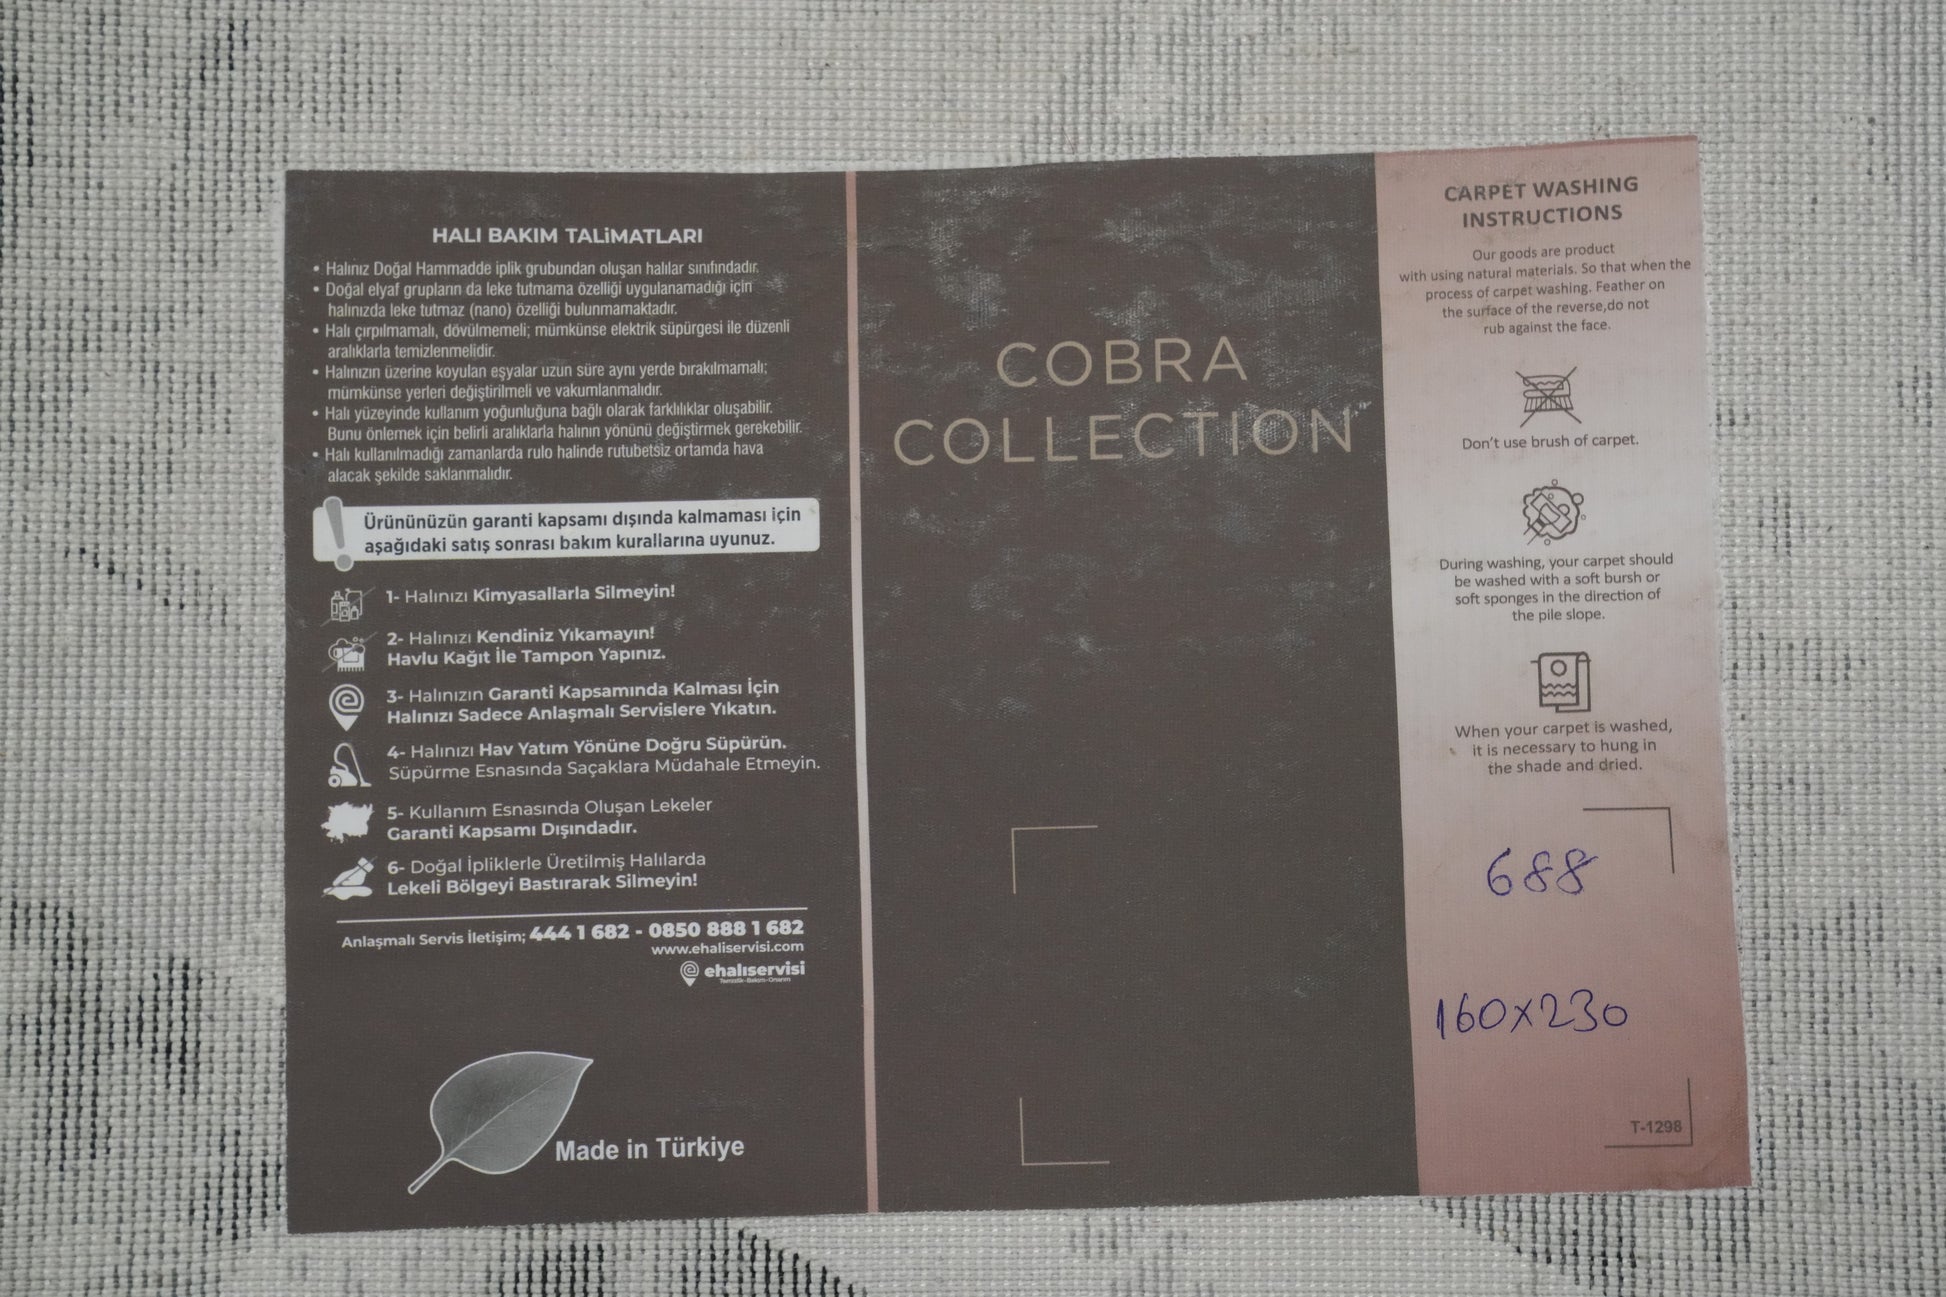 HALI BAKIM TALiMATLARI
• Halınız Doğal Hammadde iplik grubundan oluşan halılar sınıfındadır.
• Doğal elyaf grupların da leke tutmama özelliği uygulanamadığı için
halınızda leke tutmaz (nano) özelliği bulunmamaktadır.
• Halı çırpılmamalı, dövülmemeli; mümkünse elektrik süpürgesi ile düzenli
aralıklarla temizlenmelidir.
• Halınızın üzerine koyulan eşyalar uzun süre aynı yerde bırakılmamalı;
mümkünse yerleri değiştirilmeli ve vakumlanmalıdır.
• Halı yüzeyinde kullanım yoğunluğuna bağlı olarak farklılıklar oluşabilir.
Bunu önlemek için belirli aralıklarla halının yönünü değiştirmek gerekebilir.
• Halı kullanılmadığı zamanlarda rulo halinde rutubetsiz ortamda hava
alacak şekilde saklanmalıdır.
Ürününüzün garanti kapsamı dışında kalmaması için
aşağıdaki satış sonrası bakım kurallarına uyunuz.
1- Halınızı Kimyasallarla Silmeyin!
2- Halınızı Kendiniz Yıkamayın!
Havlu Kağıt İle Tampon Yapınız.
3- Halınızın Garanti Kapsamında Kalması İçin
Halınızı Sadece Anlaşmalı Servislere Yıkatın.
4- Halınızı Hav Yatım Yönüne Doğru Süpürün.
Süpürme Esnasında Saçaklara Müdahale Etmeyin.
5- Kullanım Esnasında Oluşan Lekeler
Garanti Kapsamı Dışındadır.
6- Doğal İpliklerle Üretilmiş Halılarda
Lekeli Bölgeyi Bastırarak Silmeyin!
Anlaşmalı Servis İletişim; 444 1 682 - 0850 888 1 682
www.ehaliservisi.com
ehalıservisi
Temizlik-Bakım-Onarım
Made in Türkiye
COBRA
COLLECTION
CARPET WASHING
INSTRUCTIONS
Our goods are product
with using natural materials. So that when the
process of carpet washing. Feather on
the surface of the reverse,do not
rub against the face.
Don't use brush of carpet.
During washing, your carpet should
be washed with a soft bursh or
soft sponges in the direction of
the pile slope.
When your carpet is washed,
it is necessary to hung in
the shade and dried.
688
160x230
T-1298